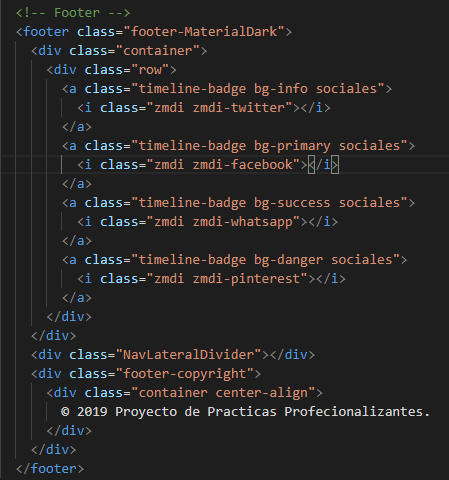 <!-- Footer -->
<footer class="footer-MaterialDark">
<div class="container">
<div class="row">
<a class="timeline-badge bg-info sociales">
<i class="zmdi zmdi-twitter"></i>
</a>
<a class="timeline-badge bg-primary sociales">
<i class="zmdi zmdi-facebook"></i>
</a>
<a class="timeline-badge bg-success sociales">
<i class="zmdi zmdi-whatsapp"></i>
</a>
<a class="timeline-badge bg-danger sociales">
<i class="zmdi zmdi-pinterest"></i>
</a>
</div>
</div>
<div class="NavLateralDivider"></div>
<div class="footer-copyright">
<div class="container center-align">
© 2019 Proyecto de Practicas Profecionalizantes.
</div>
</div>
</footer>